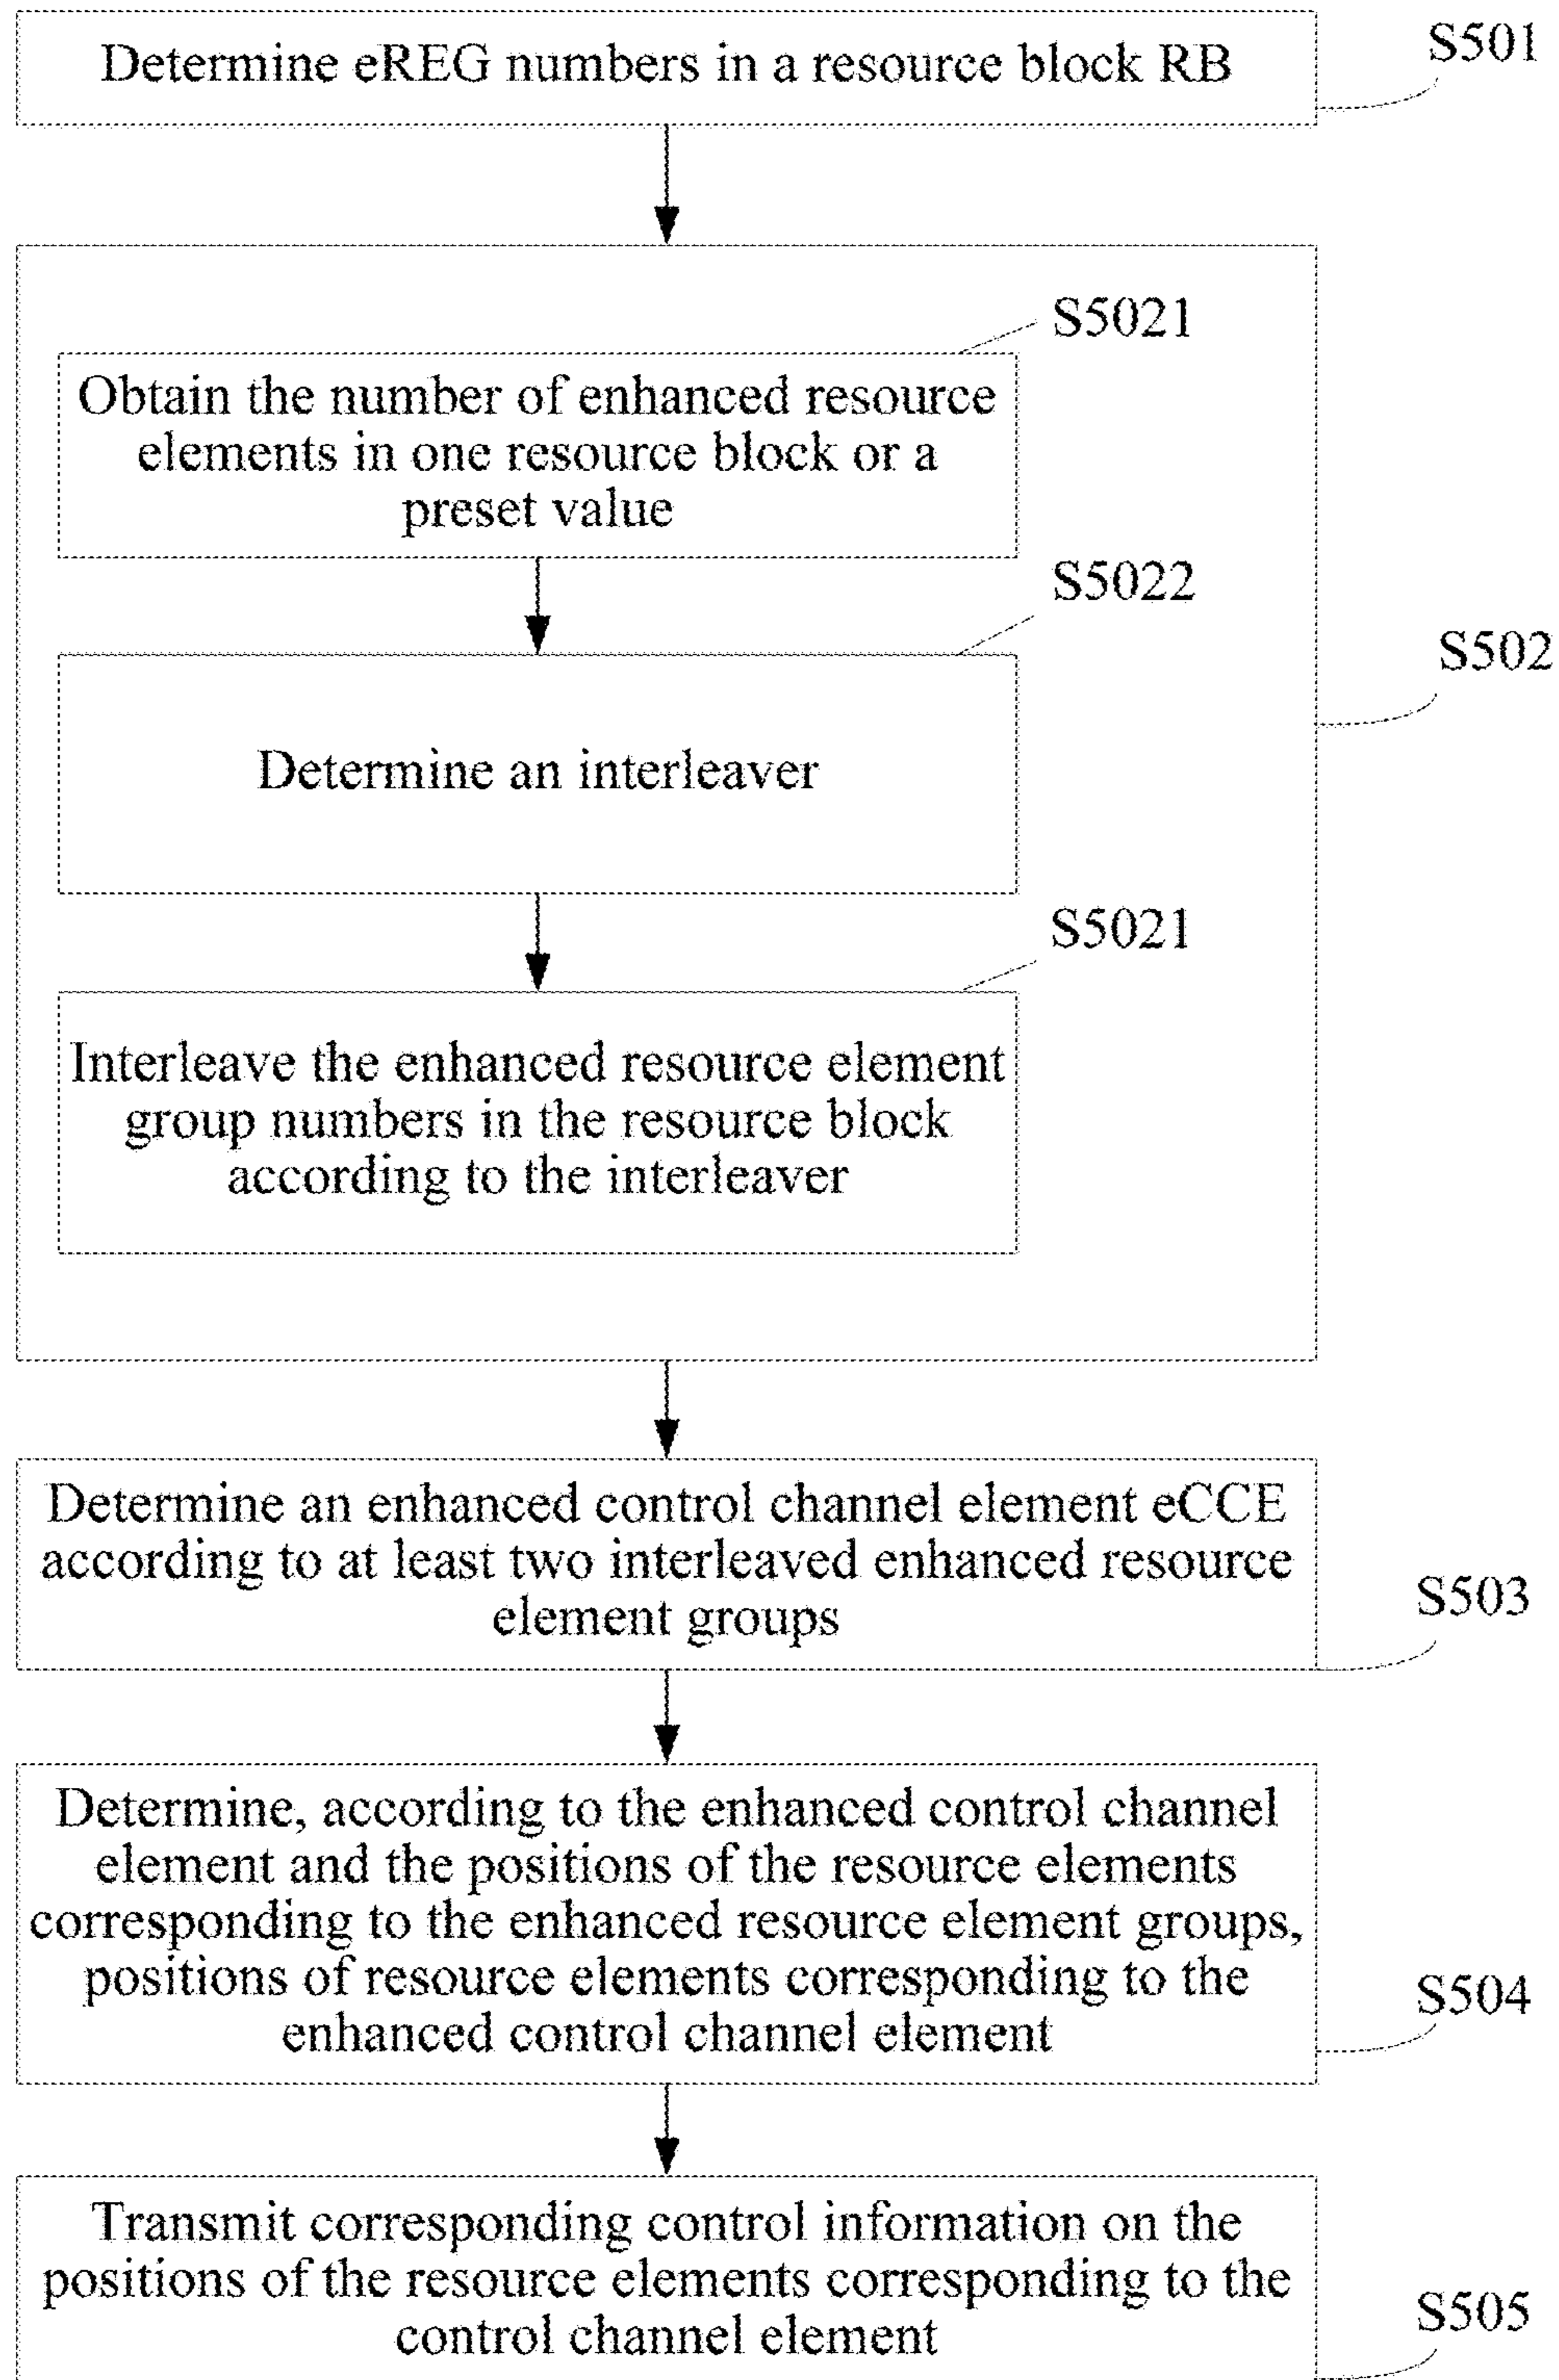 Determine eREG numbers in a resource block RB
S501
S5021
Obtain the number of enhanced resource
elements in one resource block or a
preset value
S5022
S502
Determine an interleaver
S5021
Interleave the enhanced resource element
group numbers in the resource block
according to the interleaver
Determine an enhanced control channel element eCCE
according to at least two interleaved enhanced resource
element groups
S503
Determine, according to the enhanced control channel
element and the positions of the resource elements
corresponding to the enhanced resource element groups,
positions of resource elements corresponding to the
enhanced control channel element
S504
Transmit corresponding control information on the
positions of the resource elements corresponding to the
control channel element
S505